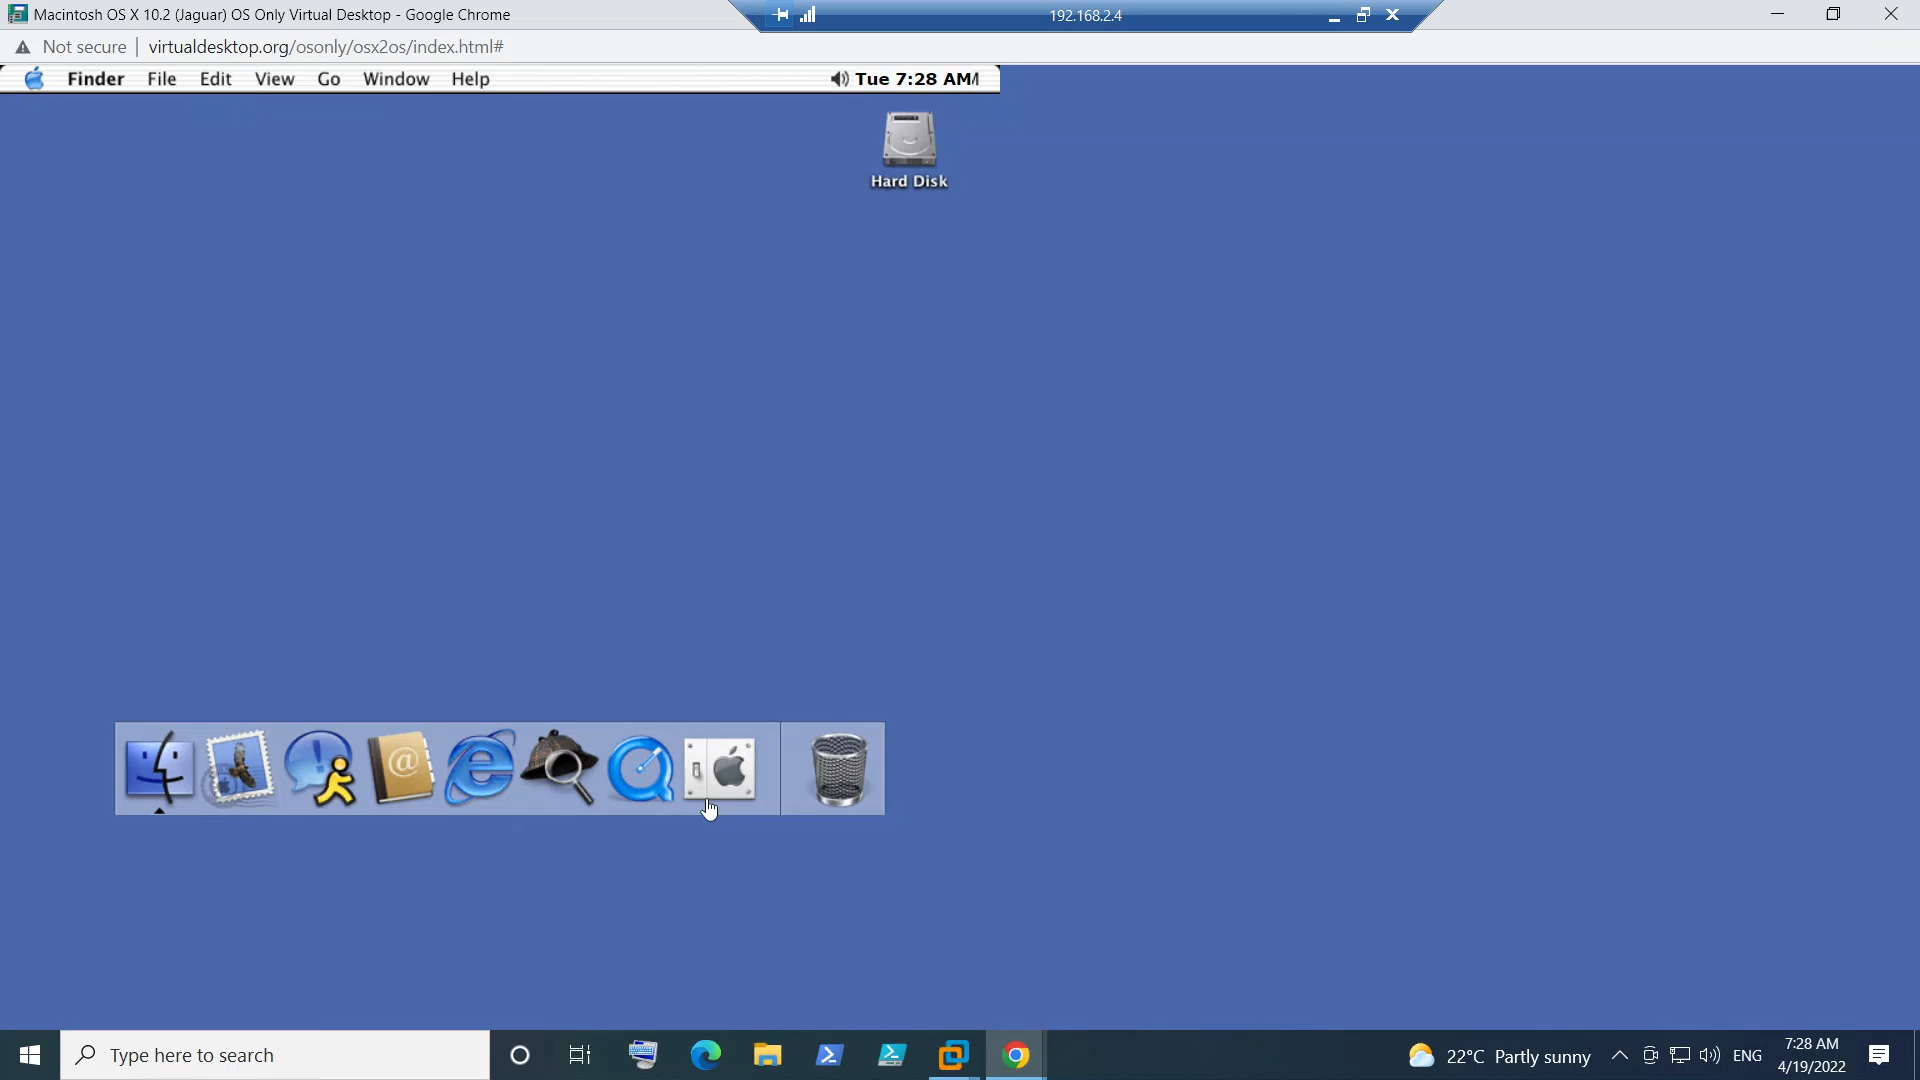 Macintosh OS X 10.2 (Jaguar) OS Only Virtual Desktop - Google Chrome
192.168.2.4
Not secure | virtualdesktop.org/osonly/osx2os/index.html#
Finder File Edit View Go Window Help
Tue 7:28 AM
Hard Disk
Type here to search
22°C Partly sunny
ENG
7:28 AM
4/19/2022